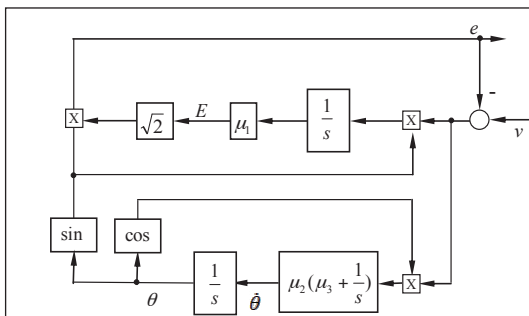 e
-
X √2 E μ₁ 1/s X
v
sin cos
θ 1/s θ̇ μ₂(μ₃ + 1/s) X